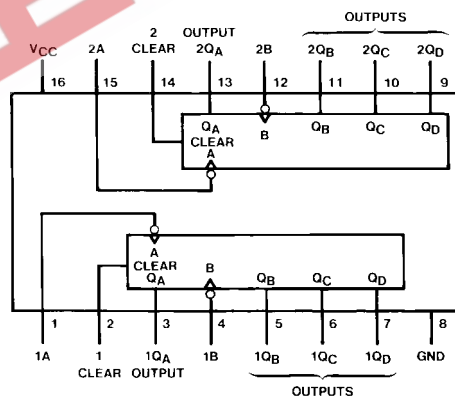 OUTPUTS
2 OUTPUT
VCC 2A CLEAR 2QA 2B 2QB 2QC 2QD
16 15 14 13 12 11 10 9
QA B QB QC QD
CLEAR
A
A
CLEAR B
QA QB QC QD
1 2 3 4 5 6 7 8
1A 1 1QA 1B 1QB 1QC 1QD GND
CLEAR OUTPUT
OUTPUTS